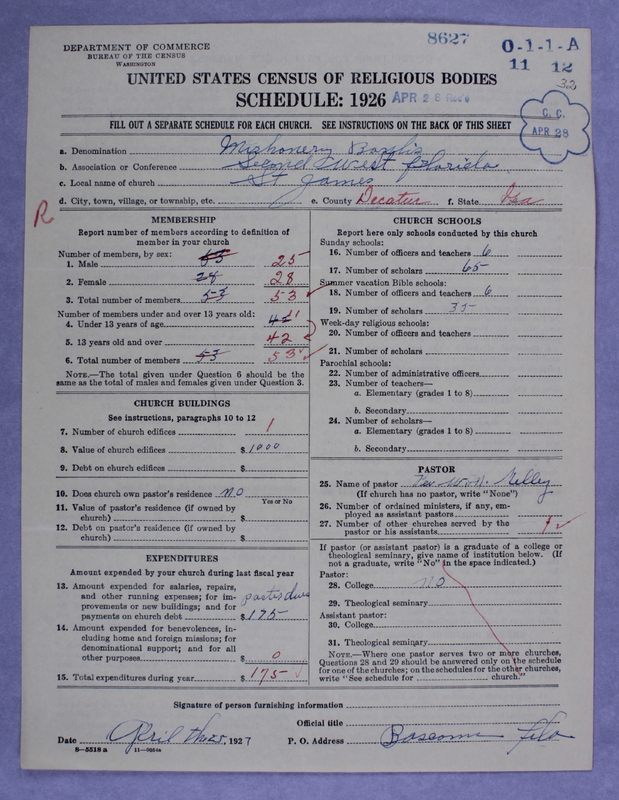 8627
O-1-1-A
11 12
32
DEPARTMENT OF COMMERCE
BUREAU OF THE CENSUS
WASHINGTON
UNITED STATES CENSUS OF RELIGIOUS BODIES
SCHEDULE: 1926 APR 28 Rec'd
C. C.
APR 28
FILL OUT A SEPARATE SCHEDULE FOR EACH CHURCH. SEE INSTRUCTIONS ON THE BACK OF THIS SHEET
a. Denomination Mishonery
b. Association or Conference Second West Florida
c. Local name of church St James
d. City, town, village, or township, etc. e. County Decatur f. State Ga
R
MEMBERSHIP
Report number of members according to definition of
member in your church
Number of members, by sex:
1. Male 25
2. Female 28 28
3. Total number of members 53 53
Number of members under and over 13 years old:
4. Under 13 years of age 11
5. 13 years old and over 42
6. Total number of members 53 53
NOTE.—The total given under Question 6 should be
the same as the total of males and females given under Question 3.
CHURCH BUILDINGS
See instructions, paragraphs 10 to 12
7. Number of church edifices 1
8. Value of church edifices $ 1000
9. Debt on church edifices $
10. Does church own pastor's residence no
Yes or No
11. Value of pastor's residence (if owned by
church) $
12. Debt on pastor's residence (if owned by
church) $
EXPENDITURES
Amount expended by your church during last fiscal year
13. Amount expended for salaries, repairs,
and other running expenses; for im-
provements or new buildings; and for
payments on church debt $ 175
14. Amount expended for benevolences, in-
cluding home and foreign missions; for
denominational support; and for all
other purposes $ 0
15. Total expenditures during year $ 175
CHURCH SCHOOLS
Report here only schools conducted by this church
Sunday schools:
16. Number of officers and teachers 6
17. Number of scholars 65
Summer vacation Bible schools:
18. Number of officers and teachers 6
19. Number of scholars 35
Week-day religious schools:
20. Number of officers and teachers
21. Number of scholars
Parochial schools:
22. Number of administrative officers
23. Number of teachers—
a. Elementary (grades 1 to 8)
b. Secondary
24. Number of scholars—
a. Elementary (grades 1 to 8)
b. Secondary
PASTOR
25. Name of pastor Rev W. H. Kelley
(If church has no pastor, write "None")
26. Number of ordained ministers, if any, em-
ployed as assistant pastors
27. Number of other churches served by the
pastor or his assistants 1
If pastor (or assistant pastor) is a graduate of a college or
theological seminary, give name of institution below. (If
not a graduate, write "No" in the space indicated.)
Pastor:
28. College no
29. Theological seminary
Assistant pastor:
30. College
31. Theological seminary
NOTE.—Where one pastor serves two or more churches,
Questions 28 and 29 should be answered only on the schedule
for one of the churches; on the schedules for the other churches,
write "See schedule for church."
Signature of person furnishing information
Official title
Date April , 1927 P. O. Address Bascom Fla
8—5518 a